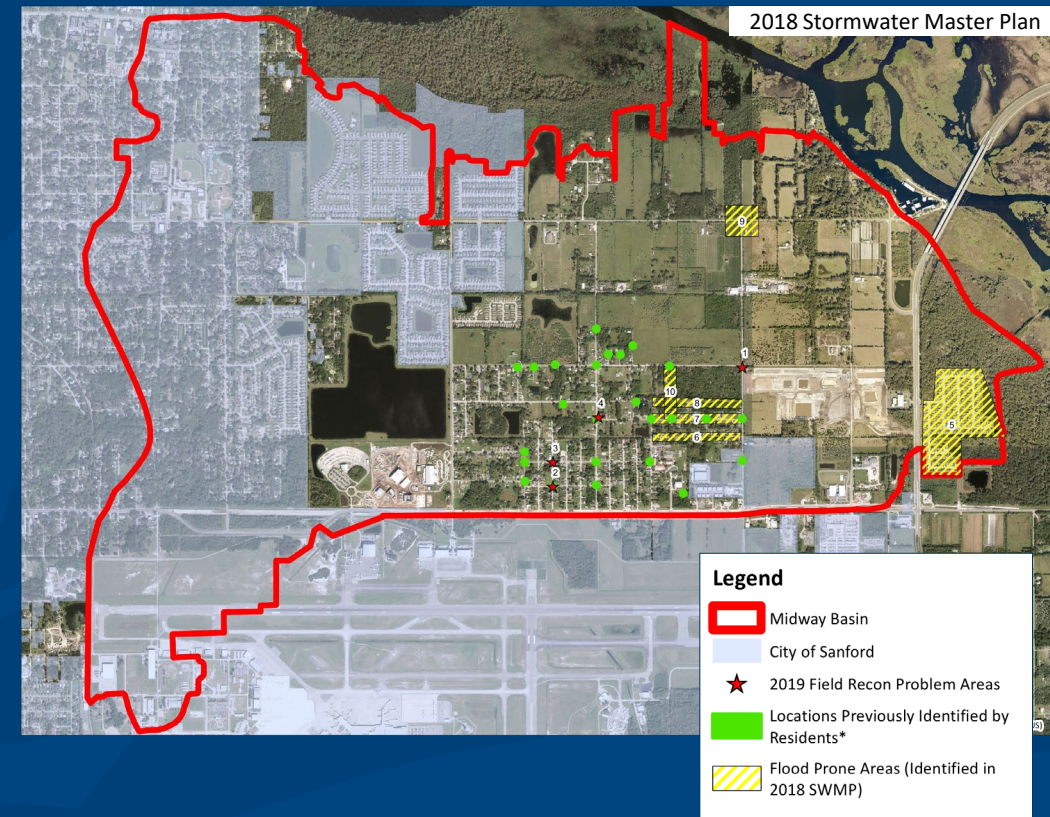 2018 Stormwater Master Plan
9
1
10
8
4
7
5
6
3
2
Legend
Midway Basin
City of Sanford
2019 Field Recon Problem Areas
Locations Previously Identified by
Residents*
Flood Prone Areas (Identified in
2018 SWMP)